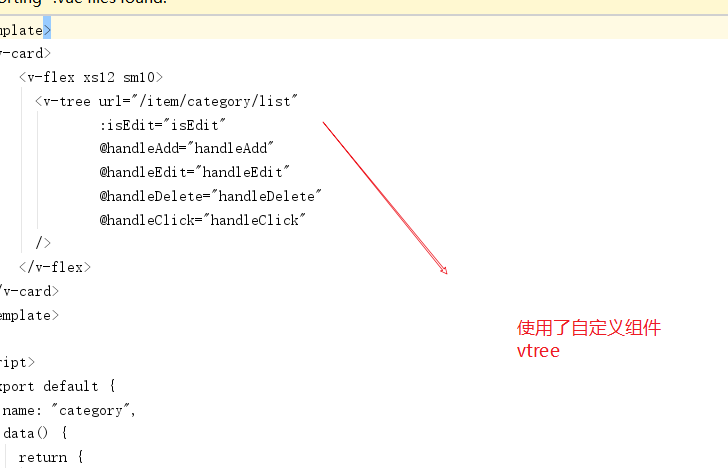 orting .vue files found.
mplate>
v-card>
<v-flex xs12 sm10>
<v-tree url="/item/category/list"
:isEdit="isEdit"
@handleAdd="handleAdd"
@handleEdit="handleEdit"
@handleDelete="handleDelete"
@handleClick="handleClick"
/>
</v-flex>
/v-card>
emplate>
使用了自定义组件
vtree
ript>
xport default {
name: "category",
data() {
return {